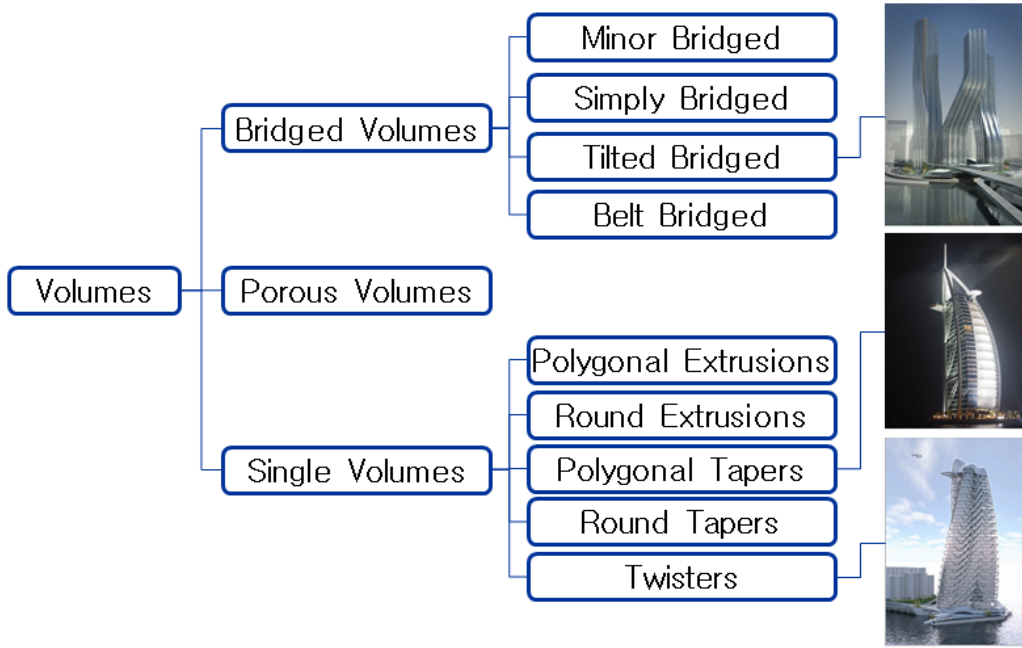 Volumes
Bridged Volumes
Minor Bridged
Simply Bridged
Tilted Bridged
Belt Bridged
Porous Volumes
Single Volumes
Polygonal Extrusions
Round Extrusions
Polygonal Tapers
Round Tapers
Twisters